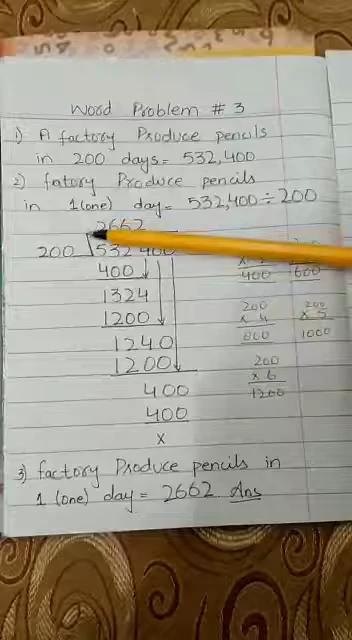 Word Problem # 3
1) A factory Produce pencils
in 200 days = 532,400
2) fatory Produce pencils
in 1(one) day = 532,400 ÷ 200
2662
200 532400
400
1324
1200
1240
1200
400
400
x
400 600
200 200
x 4 x 5
800 1000
200
x 6
1200
3) factory Produce pencils in
1 (one) day = 2662 Ans